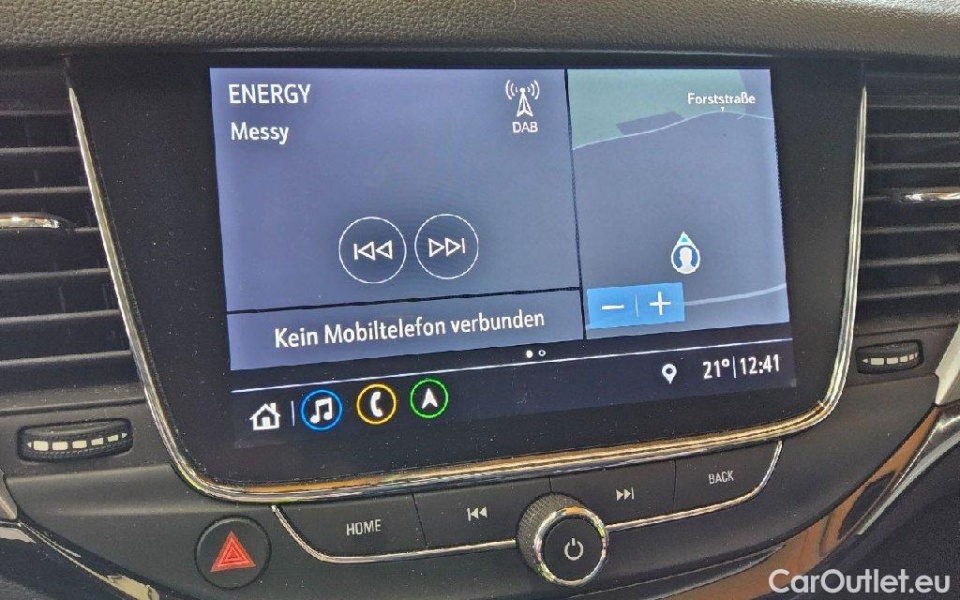 ENERGY
Messy
DAB
Forststraße
Kein Mobiltelefon verbunden
21° 12:41
HOME
BACK
CarOutlet.eu